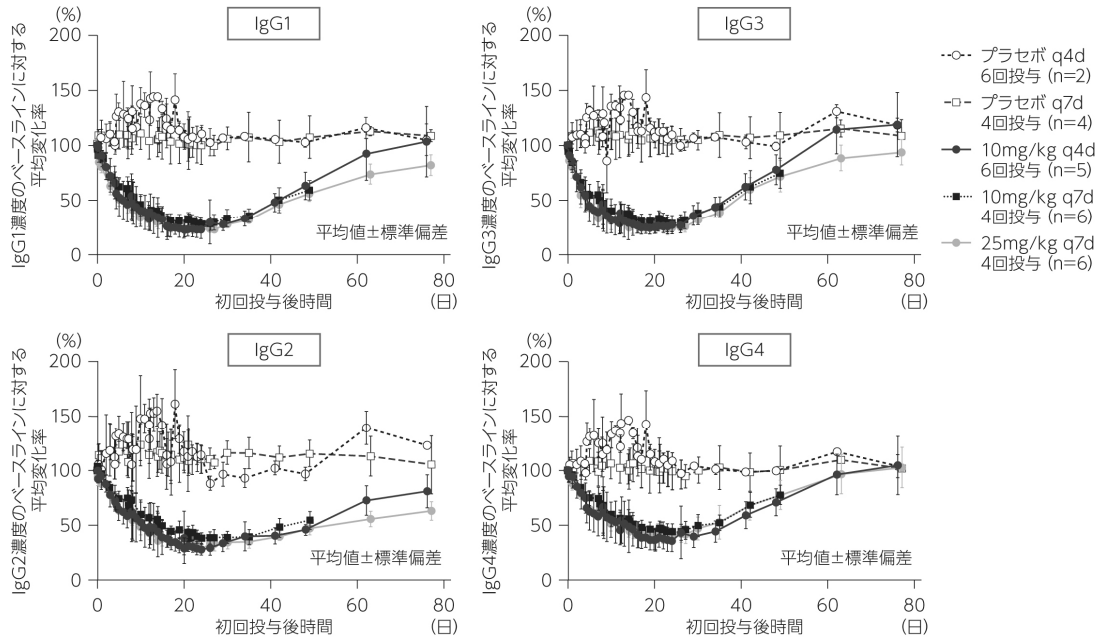 (%)
IgG1
200
150
100
50
0
IgG1濃度のベースラインに対する
平均変化率
平均値±標準偏差
0 20 40 60 80
初回投与後時間
(日)
(%)
IgG3
200
150
100
50
0
IgG3濃度のベースラインに対する
平均変化率
平均値±標準偏差
0 20 40 60 80
初回投与後時間
(日)
プラセボ q4d
6回投与 (n=2)
プラセボ q7d
4回投与 (n=4)
10mg/kg q4d
6回投与 (n=5)
10mg/kg q7d
4回投与 (n=6)
25mg/kg q7d
4回投与 (n=6)
(%)
IgG2
200
150
100
50
0
IgG2濃度のベースラインに対する
平均変化率
平均値±標準偏差
0 20 40 60 80
初回投与後時間
(日)
(%)
IgG4
200
150
100
50
0
IgG4濃度のベースラインに対する
平均変化率
平均値±標準偏差
0 20 40 60 80
初回投与後時間
(日)